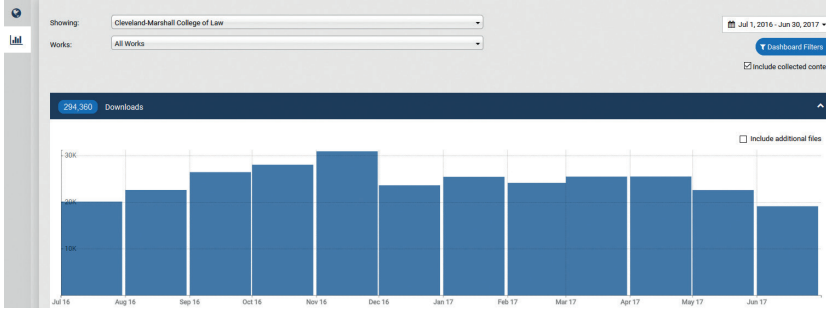 Showing: Cleveland-Marshall College of Law
Jul 1, 2016 - Jun 30, 2017
Works: All Works
Dashboard Filters
Include collected conte
294,360 Downloads
Include additional files
30K
20K
10K
Jul 16 Aug 16 Sep 16 Oct 16 Nov 16 Dec 16 Jan 17 Feb 17 Mar 17 Apr 17 May 17 Jun 17